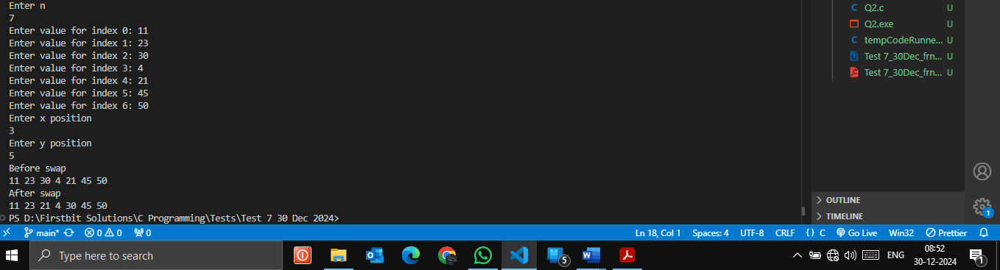 Enter n
7
Enter value for index 0: 11
Enter value for index 1: 23
Enter value for index 2: 30
Enter value for index 3: 4
Enter value for index 4: 21
Enter value for index 5: 45
Enter value for index 6: 50
Enter x position
3
Enter y position
5
Before swap
11 23 30 4 21 45 50
After swap
11 23 21 4 30 45 50
PS D:\Firstbit Solutions\C Programming\Tests\Test 7 30 Dec 2024>
C Q2.c U
Q2.exe U
C tempCodeRunne... U
Test 7_30Dec_frn... U
Test 7_30Dec_frn... U
OUTLINE
TIMELINE
1
main* 0 0 0 Ln 18, Col 1 Spaces: 4 UTF-8 CRLF {} C Go Live Win32 Prettier
Type here to search 5 ENG 08:52
30-12-2024 1